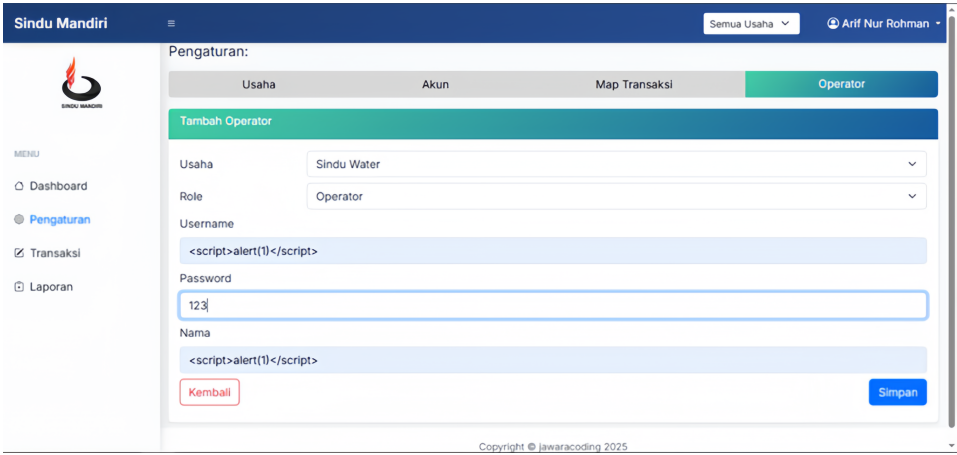 Sindu Mandiri
Semua Usaha
Arif Nur Rohman
SINDU MANDIRI
MENU
Dashboard
Pengaturan
Transaksi
Laporan
Pengaturan:
Usaha Akun Map Transaksi Operator
Tambah Operator
Usaha Sindu Water
Role Operator
Username
<script>alert(1)</script>
Password
123
Nama
<script>alert(1)</script>
Kembali Simpan
Copyright © jawaracoding 2025